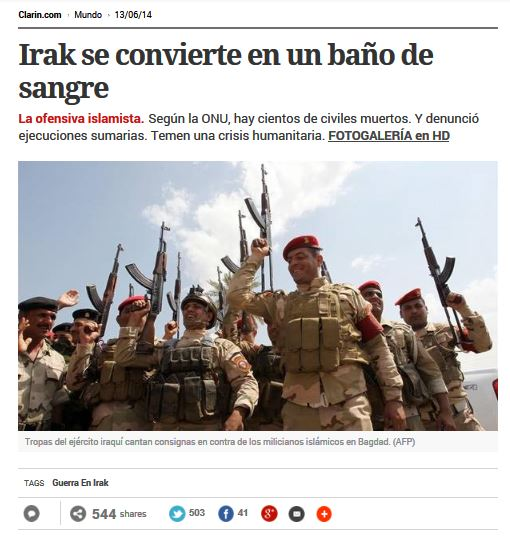 Clarin.com · Mundo · 13/06/14
Irak se convierte en un baño de
sangre
La ofensiva islamista. Según la ONU, hay cientos de civiles muertos. Y denunció
ejecuciones sumarias. Temen una crisis humanitaria. FOTOGALERÍA en HD
Tropas del ejército iraquí cantan consignas en contra de los milicianos islámicos en Bagdad. (AFP)
TAGS Guerra En Irak
544 shares 503 41